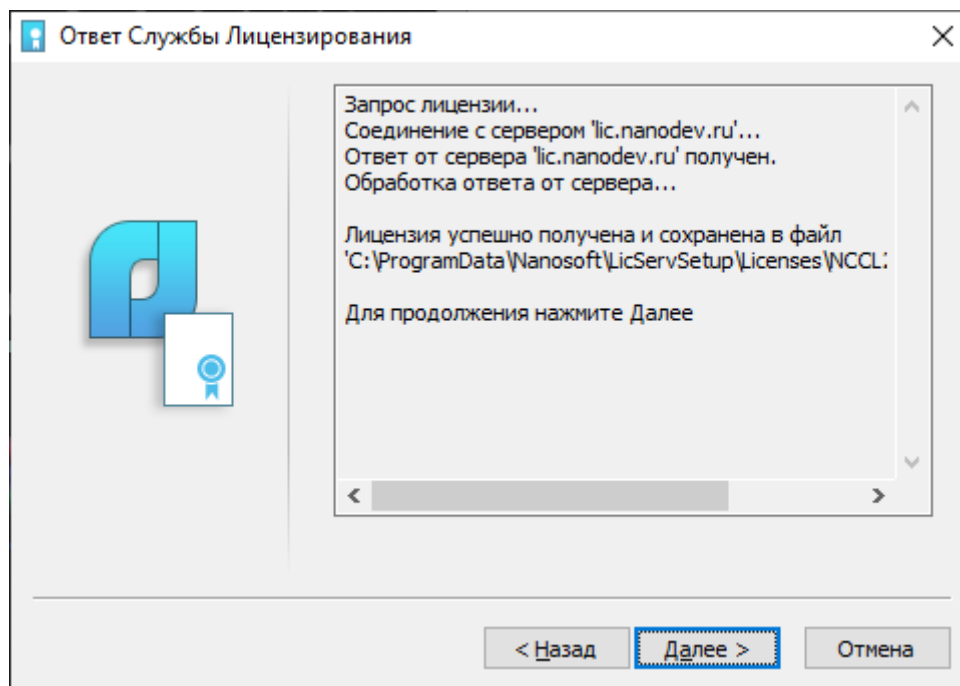 Ответ Службы Лицензирования
Запрос лицензии...
Соединение с сервером 'lic.nanodev.ru'...
Ответ от сервера 'lic.nanodev.ru' получен.
Обработка ответа от сервера...
Лицензия успешно получена и сохранена в файл
'C:\ProgramData\Nanosoft\LicServSetup\Licenses\NCCL2
Для продолжения нажмите Далее
< Назад
Далее >
Отмена